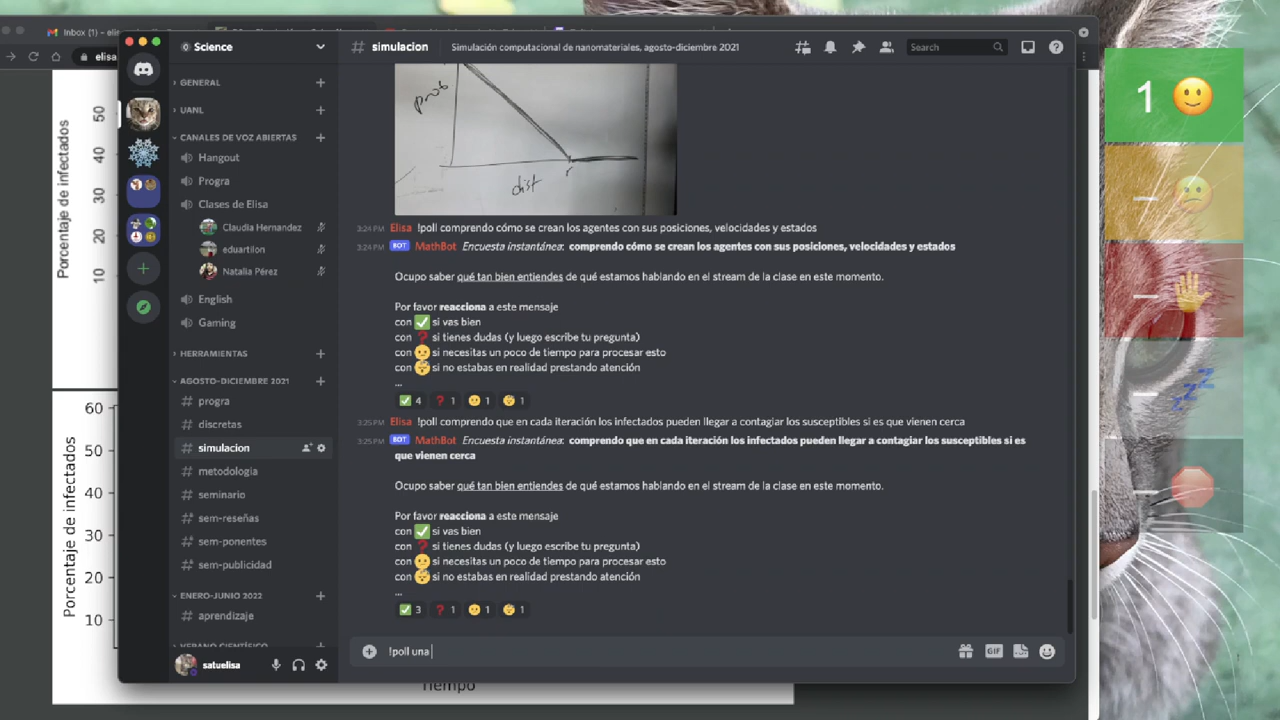 Inbox (1) – eli
elisa
Porcentaje de infectados
50
40
30
20
10
Porcentaje de infectados
60
50
40
30
20
10
Tiempo
Science
GENERAL
UANL
CANALES DE VOZ ABIERTAS
Hangout
Progra
Clases de Elisa
Claudia Hernandez
eduartilon
Natalia Pérez
English
Gaming
HERRAMIENTAS
AGOSTO-DICIEMBRE 2021
progra
discretas
simulacion
metodologia
seminario
sem-reseñas
sem-ponentes
sem-publicidad
ENERO-JUNIO 2022
aprendizaje
VERANO CIENTÍFICO
satuelisa
simulacion
Simulación computacional de nanomateriales, agosto-diciembre 2021
Search
prob
dist
r
3:24 PM Elisa !poll comprendo cómo se crean los agentes con sus posiciones, velocidades y estados
3:24 PM BOT MathBot Encuesta instantánea: comprendo cómo se crean los agentes con sus posiciones, velocidades y estados
Ocupo saber qué tan bien entiendes de qué estamos hablando en el stream de la clase en este momento.
Por favor reacciona a este mensaje
con ✅ si vas bien
con ❓ si tienes dudas (y luego escribe tu pregunta)
con 😕 si necesitas un poco de tiempo para procesar esto
con 😴 si no estabas en realidad prestando atención
...
4 1 1 1
3:25 PM Elisa !poll comprendo que en cada iteración los infectados pueden llegar a contagiar los susceptibles si es que vienen cerca
3:25 PM BOT MathBot Encuesta instantánea: comprendo que en cada iteración los infectados pueden llegar a contagiar los susceptibles si es
que vienen cerca
Ocupo saber qué tan bien entiendes de qué estamos hablando en el stream de la clase en este momento.
Por favor reacciona a este mensaje
con ✅ si vas bien
con ❓ si tienes dudas (y luego escribe tu pregunta)
con 😕 si necesitas un poco de tiempo para procesar esto
con 😴 si no estabas en realidad prestando atención
...
3 1 1 1
!poll una
GIF
1